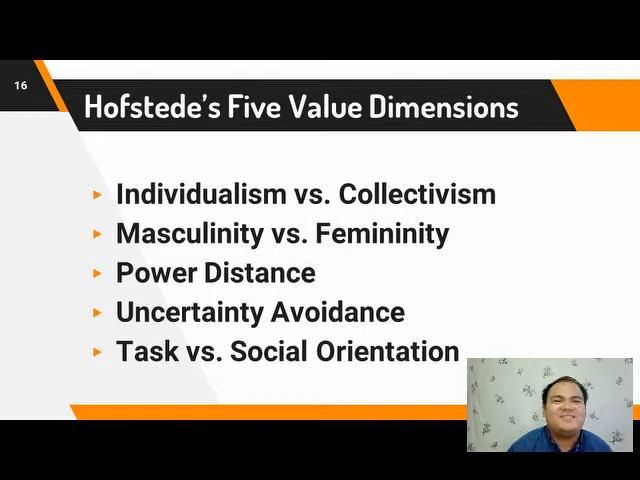 16
Hofstede's Five Value Dimensions
Individualism vs. Collectivism
Masculinity vs. Femininity
Power Distance
Uncertainty Avoidance
Task vs. Social Orientation